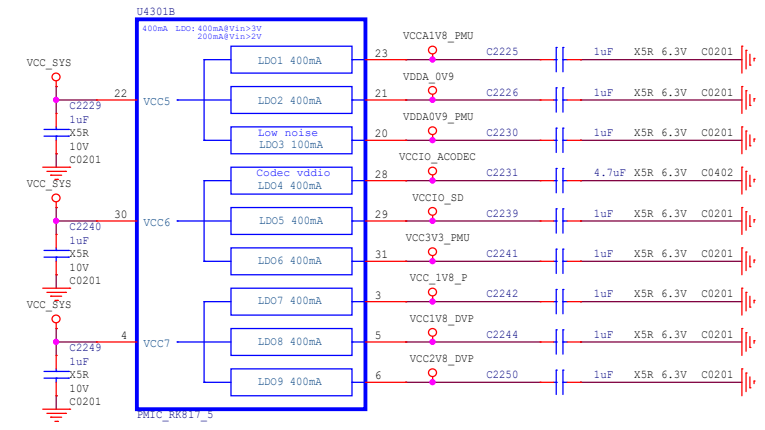 U4301B
400mA LDO: 400mA@Vin>3V
200mA@Vin>2V
VCC_SYS
22
VCC5
C2229
1uF
X5R
10V
C0201
VCC_SYS
30
VCC6
C2240
1uF
X5R
10V
C0201
VCC_SYS
4
VCC7
C2249
1uF
X5R
10V
C0201
LDO1 400mA
23
VCCA1V8_PMU
C2225
1uF X5R 6.3V C0201
LDO2 400mA
21
VDDA_0V9
C2226
1uF X5R 6.3V C0201
Low noise
LDO3 100mA
20
VDDA0V9_PMU
C2230
1uF X5R 6.3V C0201
Codec vddio
LDO4 400mA
28
VCCIO_ACODEC
C2231
4.7uF X5R 6.3V C0402
LDO5 400mA
29
VCCIO_SD
C2239
1uF X5R 6.3V C0201
LDO6 400mA
31
VCC3V3_PMU
C2241
1uF X5R 6.3V C0201
LDO7 400mA
3
VCC_1V8_P
C2242
1uF X5R 6.3V C0201
LDO8 400mA
5
VCC1V8_DVP
C2244
1uF X5R 6.3V C0201
LDO9 400mA
6
VCC2V8_DVP
C2250
1uF X5R 6.3V C0201
PMIC_RK817_5